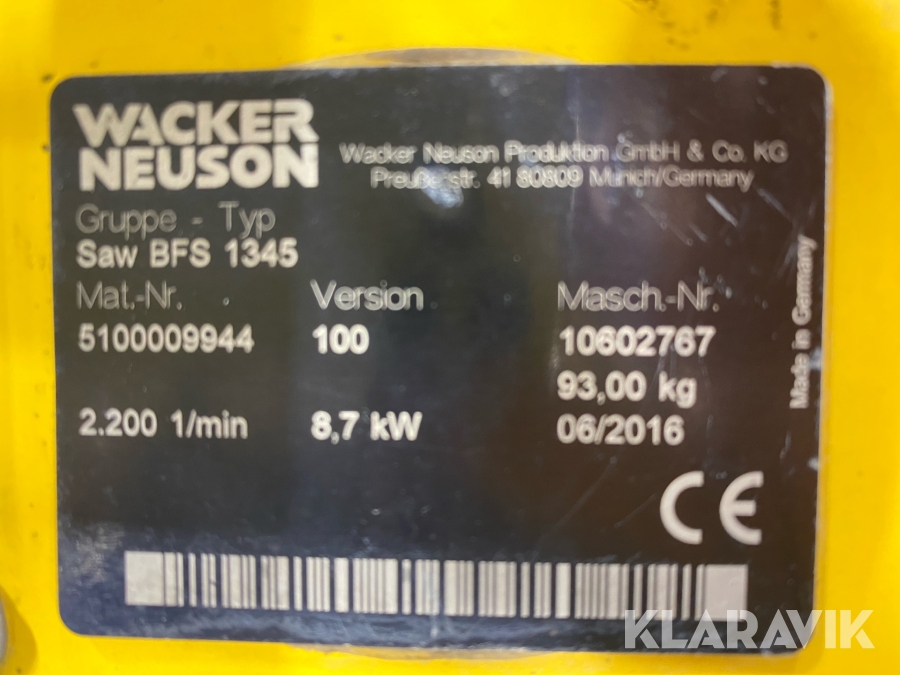 WACKER
NEUSON
Wacker Neuson Produktion GmbH & Co. KG
Preußenstr. 41 80809 Munich/Germany
Gruppe - Typ
Saw BFS 1345
Mat.-Nr. Version Masch.-Nr.
5100009944 100 10602767
93,00 kg
2.200 1/min 8,7 kW 06/2016
Made in Germany
CE
KLARAVIK